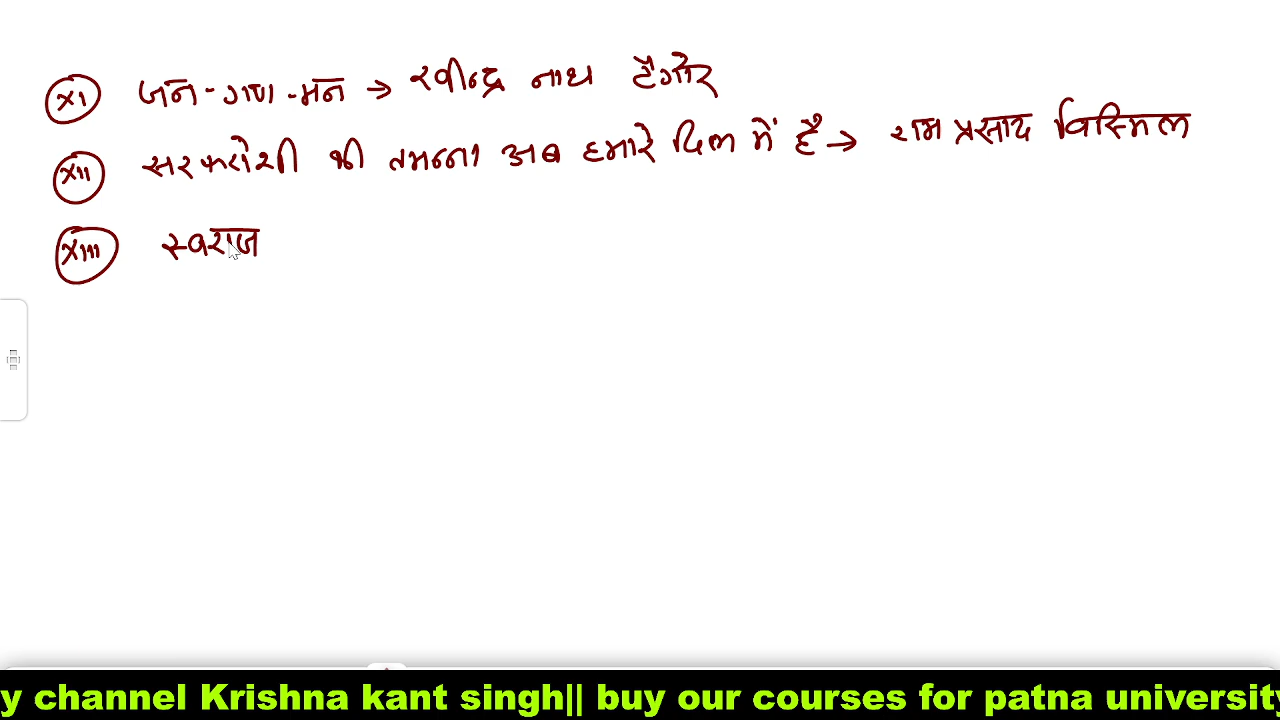 XI जन-गण-मन → रवीन्द्र नाथ टैगोर
XII सरफरोशी की तमन्ना अब हमारे दिल में है → राम प्रसाद विस्मिल
XIII स्वराज
y channel Krishna kant singh|| buy our courses for patna university